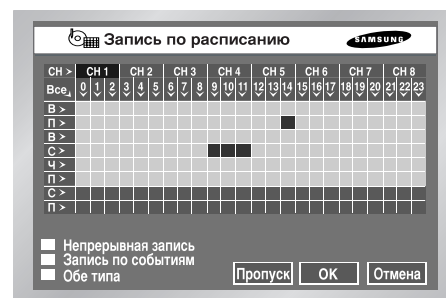 Запись по расписанию
SAMSUNG
CH > CH 1 CH 2 CH 3 CH 4 CH 5 CH 6 CH 7 CH 8
Все 0 1 2 3 4 5 6 7 8 9 10 11 12 13 14 15 16 17 18 19 20 21 22 23
В >
П >
В >
С >
Ч >
П >
С >
П >
Непрерывная запись
Запись по событиям
Обе типа
Пропуск OK Отмена